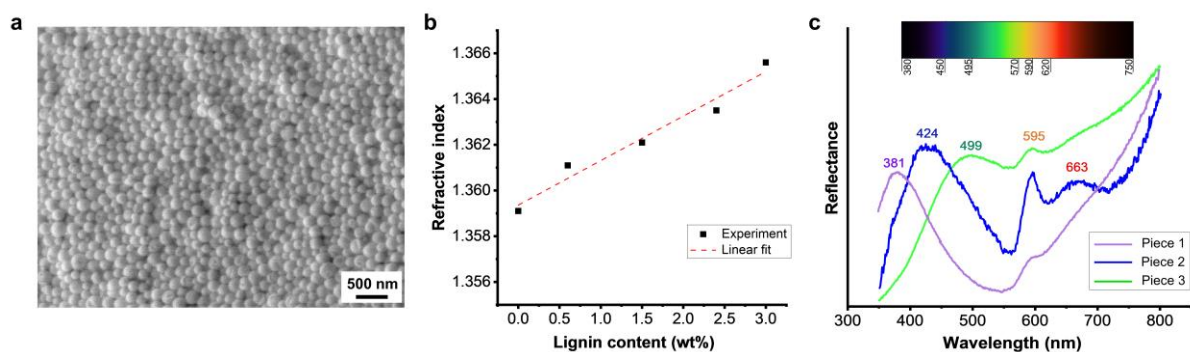 a
500 nm
b
Refractive index
1.3666
1.364
1.362
1.360
1.358
1.356
0.0 0.5 1.0 1.5 2.0 2.5 3.0
Lignin content (wt%)
Experiment
Linear fit
c
380 450 495 570 590 620 750
Reflectance
381
424
499
595
663
Piece 1
Piece 2
Piece 3
300 400 500 600 700 800
Wavelength (nm)